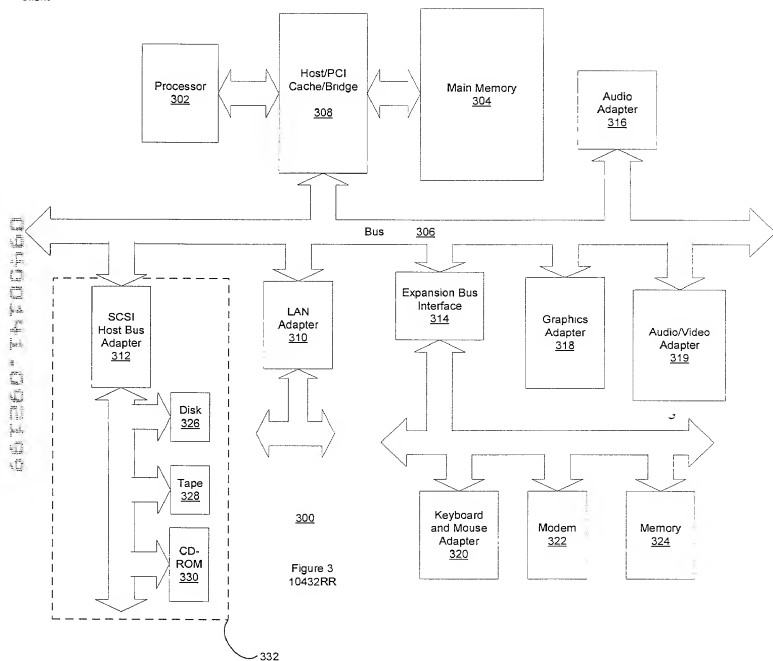 Client
Processor
302
Host/PCI
Cache/Bridge
308
Main Memory
304
Audio
Adapter
316
Bus 306
SCSI
Host Bus
Adapter
312
LAN
Adapter
310
Expansion Bus
Interface
314
Graphics
Adapter
318
Audio/Video
Adapter
319
Disk
326
Tape
328
CD-
ROM
330
Keyboard
and Mouse
Adapter
320
Modem
322
Memory
324
300
Figure 3
10432RR
332